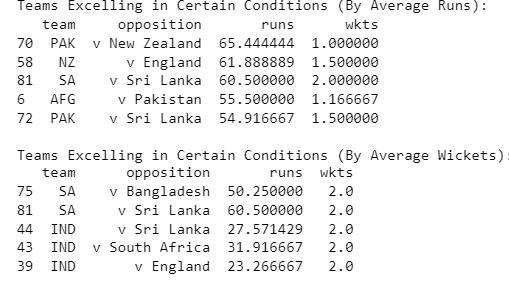 Teams Excelling in Certain Conditions (By Average Runs):
team opposition runs wkts
70 PAK v New Zealand 65.444444 1.000000
58 NZ v England 61.888889 1.500000
81 SA v Sri Lanka 60.500000 2.000000
6 AFG v Pakistan 55.500000 1.166667
72 PAK v Sri Lanka 54.916667 1.500000
Teams Excelling in Certain Conditions (By Average Wickets):
team opposition runs wkts
75 SA v Bangladesh 50.250000 2.0
81 SA v Sri Lanka 60.500000 2.0
44 IND v Sri Lanka 27.571429 2.0
43 IND v South Africa 31.916667 2.0
39 IND v England 23.266667 2.0